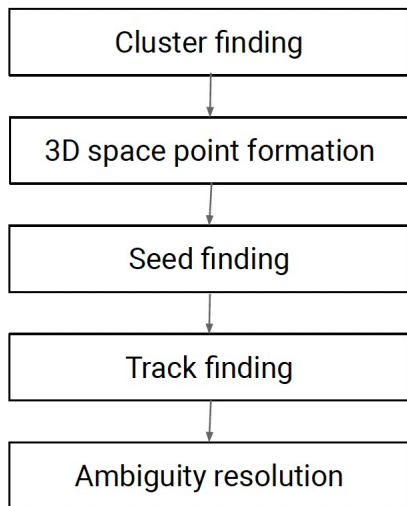 Cluster finding
3D space point formation
Seed finding
Track finding
Ambiguity resolution